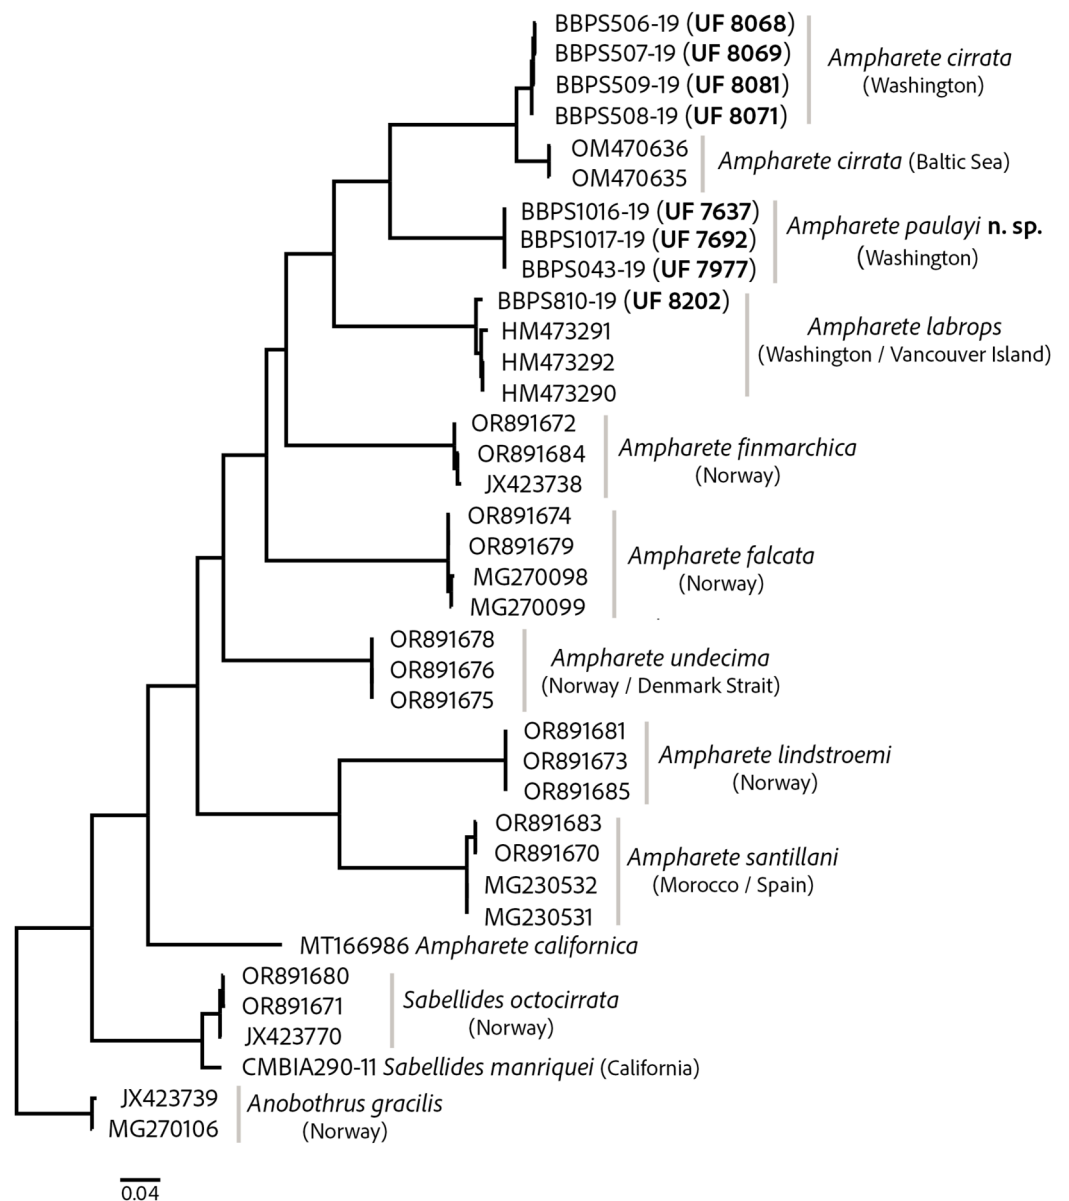 BBPS506-19 (UF 8068)
BBPS507-19 (UF 8069)
BBPS509-19 (UF 8081)
BBPS508-19 (UF 8071)
Ampharete cirrata
(Washington)
OM470636
OM470635
Ampharete cirrata (Baltic Sea)
BBPS1016-19 (UF 7637)
BBPS1017-19 (UF 7692)
BBPS043-19 (UF 7977)
Ampharete paulayi n. sp.
(Washington)
BBPS810-19 (UF 8202)
HM473291
HM473292
HM473290
Ampharete labrops
(Washington / Vancouver Island)
OR891672
OR891684
JX423738
Ampharete finmarchica
(Norway)
OR891674
OR891679
MG270098
MG270099
Ampharete falcata
(Norway)
OR891678
OR891676
OR891675
Ampharete undecima
(Norway / Denmark Strait)
OR891681
OR891673
OR891685
Ampharete lindstroemi
(Norway)
OR891683
OR891670
MG230532
MG230531
Ampharete santillani
(Morocco / Spain)
MT166986 Ampharete californica
OR891680
OR891671
JX423770
Sabellides octocirrata
(Norway)
CMBIA290-11 Sabellides manriquei (California)
JX423739
MG270106
Anobothrus gracilis
(Norway)
0.04